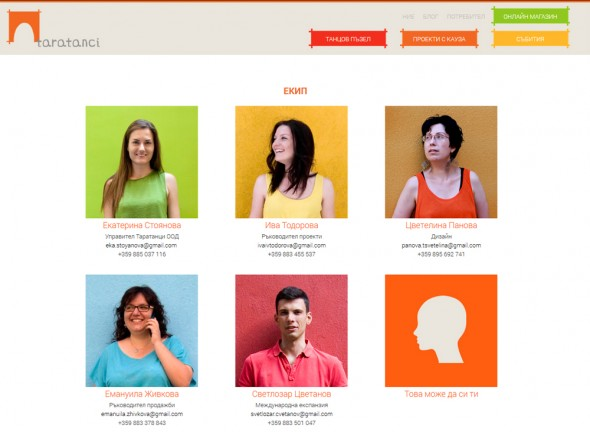 НИЕ БЛОГ ПОТРЕБИТЕЛ ОНЛАЙН МАГАЗИН
taratanci
ТАНЦОВ ПЪЗЕЛ ПРОЕКТИ С КАУЗА СЪБИТИЯ
ЕКИП
Екатерина Стоянова Ива Тодорова Цветелина Панова
Управител Таратанци ООД Ръководител проекти Дизайн
eka.stoyanova@gmail.com ivaivtodorova@gmail.com panova.tsvetelina@gmail.com
+359 885 037 116 +359 883 455 537 +359 895 692 741
Емануила Живкова Светлозар Цветанов Това може да си ти
Ръководител продажби Международна експанзия
emanuila.zhivkova@gmail.com svetlozar.cvetanov@gmail.com
+359 883 378 843 +359 883 501 047